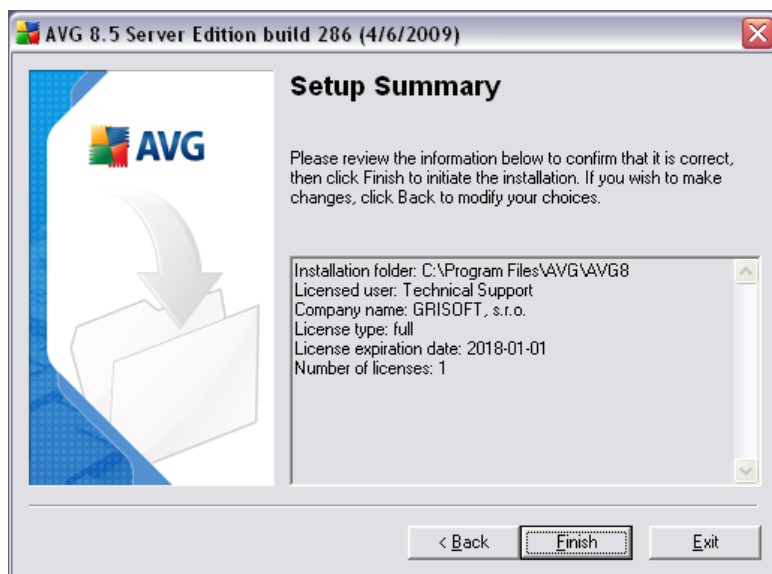 AVG 8.5 Server Edition build 286 (4/6/2009)
AVG
Setup Summary
Please review the information below to confirm that it is correct,
then click Finish to initiate the installation. If you wish to make
changes, click Back to modify your choices.
Installation folder: C:\Program Files\AVG\AVG8
Licensed user: Technical Support
Company name: GRISOFT, s.r.o.
License type: full
License expiration date: 2018-01-01
Number of licenses: 1
< Back
Finish
Exit